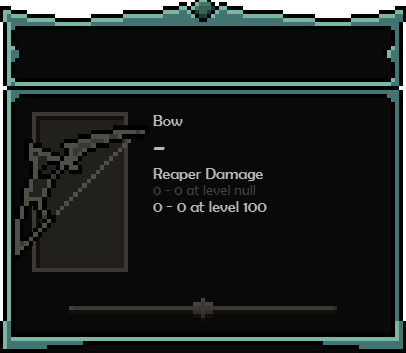 Bow
–
Reaper Damage
0 - 0 at level null
0 - 0 at level 100